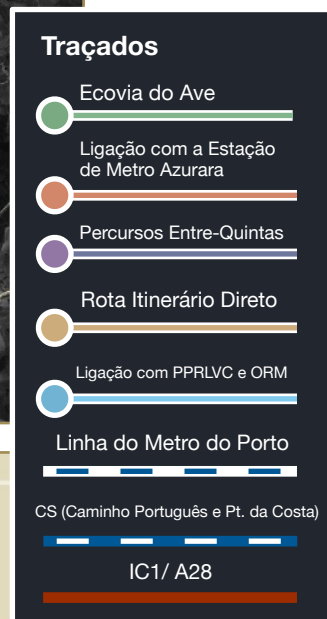 Traçados
Ecovia do Ave
Ligação com a Estação
de Metro Azurara
Percursos Entre-Quintas
Rota Itinerário Direto
Ligação com PPRLVC e ORM
Linha do Metro do Porto
CS (Caminho Português e Pt. da Costa)
IC1/ A28